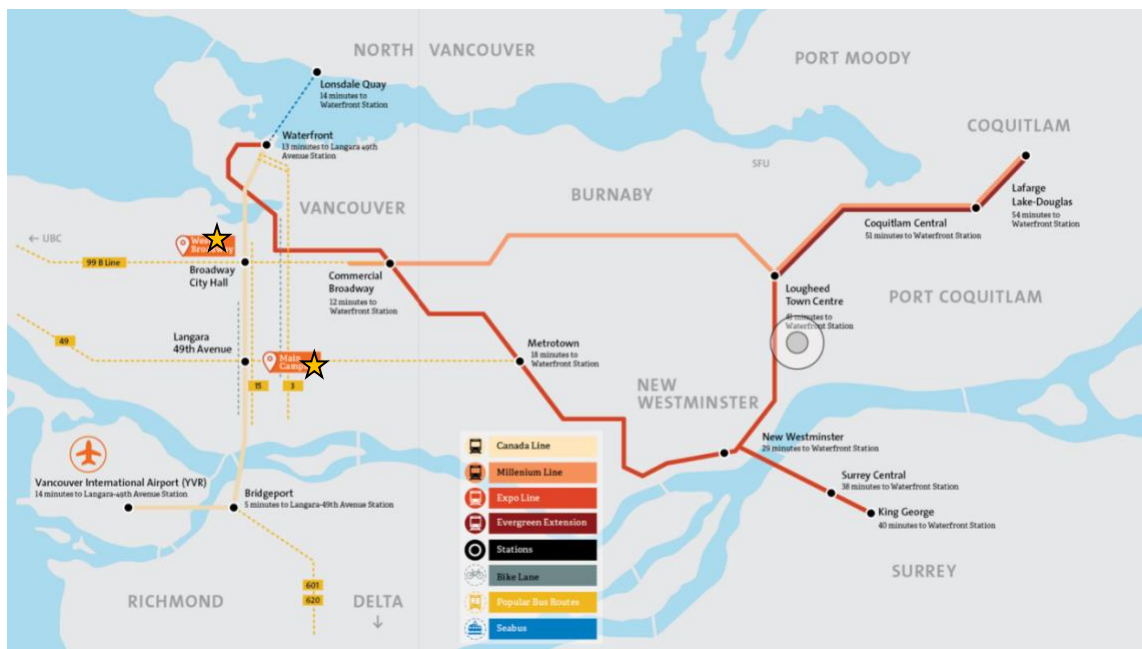 NORTH VANCOUVER
PORT MOODY
Lonsdale Quay
14 minutes to
Waterfront Station
COQUITLAM
Waterfront
13 minutes to Langara 49th
Avenue Station
SFU
BURNABY
Lafarge
Lake-Douglas
54 minutes to
Waterfront Station
VANCOUVER
Coquitlam Central
51 minutes to Waterfront Station
← UBC
99 B Line
Broadway
City Hall
Commercial
Broadway
12 minutes to
Waterfront Station
Lougheed
Town Centre
minutes to
Waterfront Station
PORT COQUITLAM
49
Langara
49th Avenue
Main
Metrotown
18 minutes to
Waterfront Station
15
3
NEW
WESTMINSTER
New Westminster
29 minutes to Waterfront Station
Canada Line
Millenium Line
Expo Line
Evergreen Extension
Stations
Bike Lane
Popular Bus Routes
Seabus
Surrey Central
38 minutes to Waterfront Station
King George
40 minutes to Waterfront Station
Vancouver International Airport (YVR)
14 minutes to Langara-49th Avenue Station
Bridgeport
5 minutes to Langara-49th Avenue Station
SURREY
601
620
RICHMOND
DELTA
↓